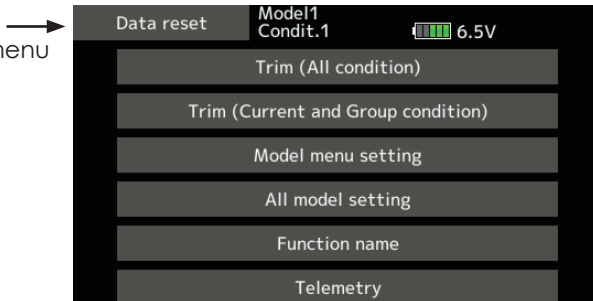 Data reset
Model1
Condit.1
6.5V
menu
Trim (All condition)
Trim (Current and Group condition)
Model menu setting
All model setting
Function name
Telemetry